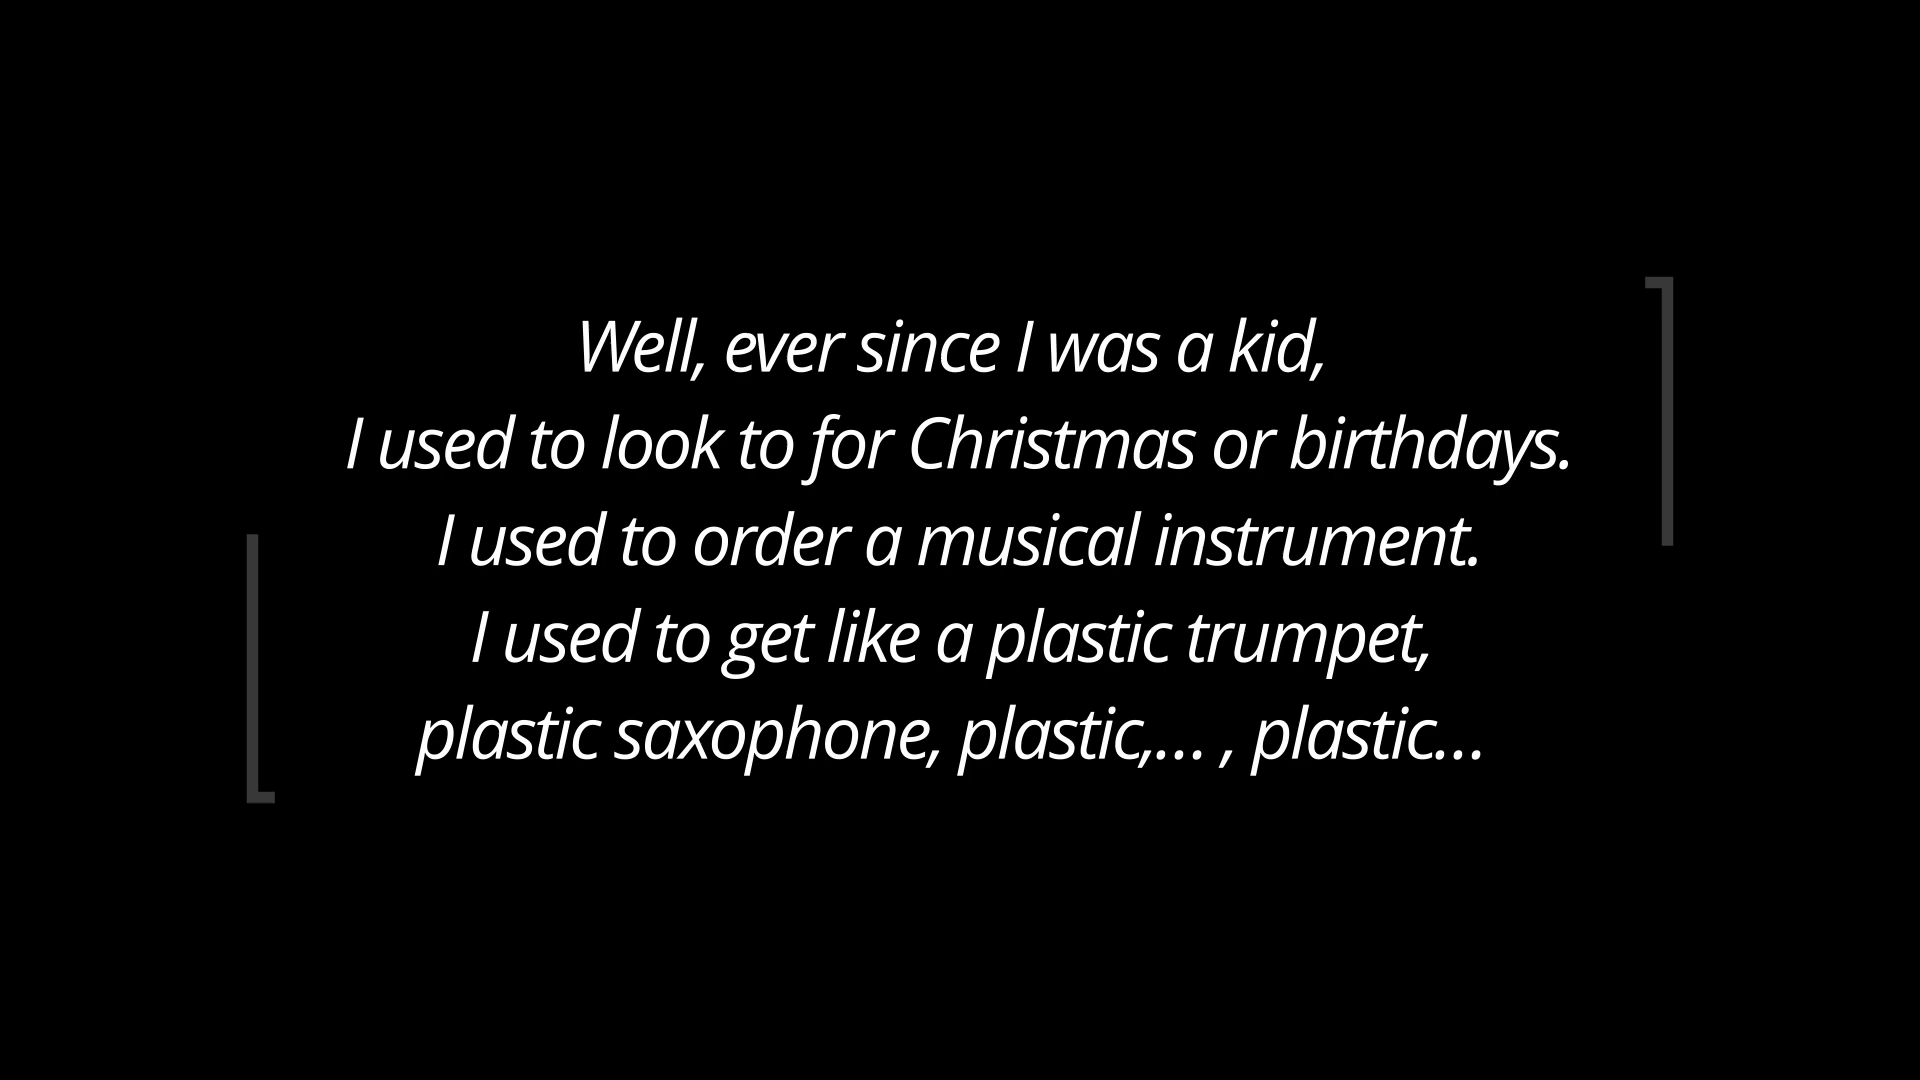 Well, ever since I was a kid,
I used to look to for Christmas or birthdays.
I used to order a musical instrument.
I used to get like a plastic trumpet,
plastic saxophone, plastic,... , plastic...